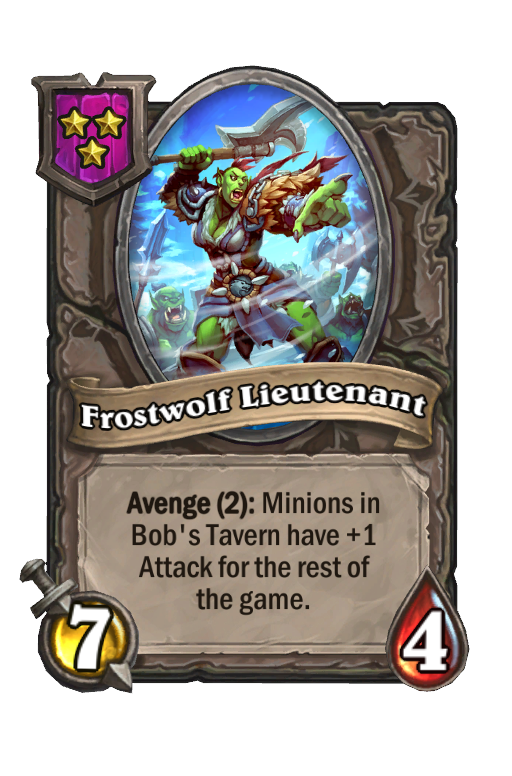 Frostwolf Lieutenant
Avenge (2): Minions in
Bob's Tavern have +1
Attack for the rest of
the game.
7
4